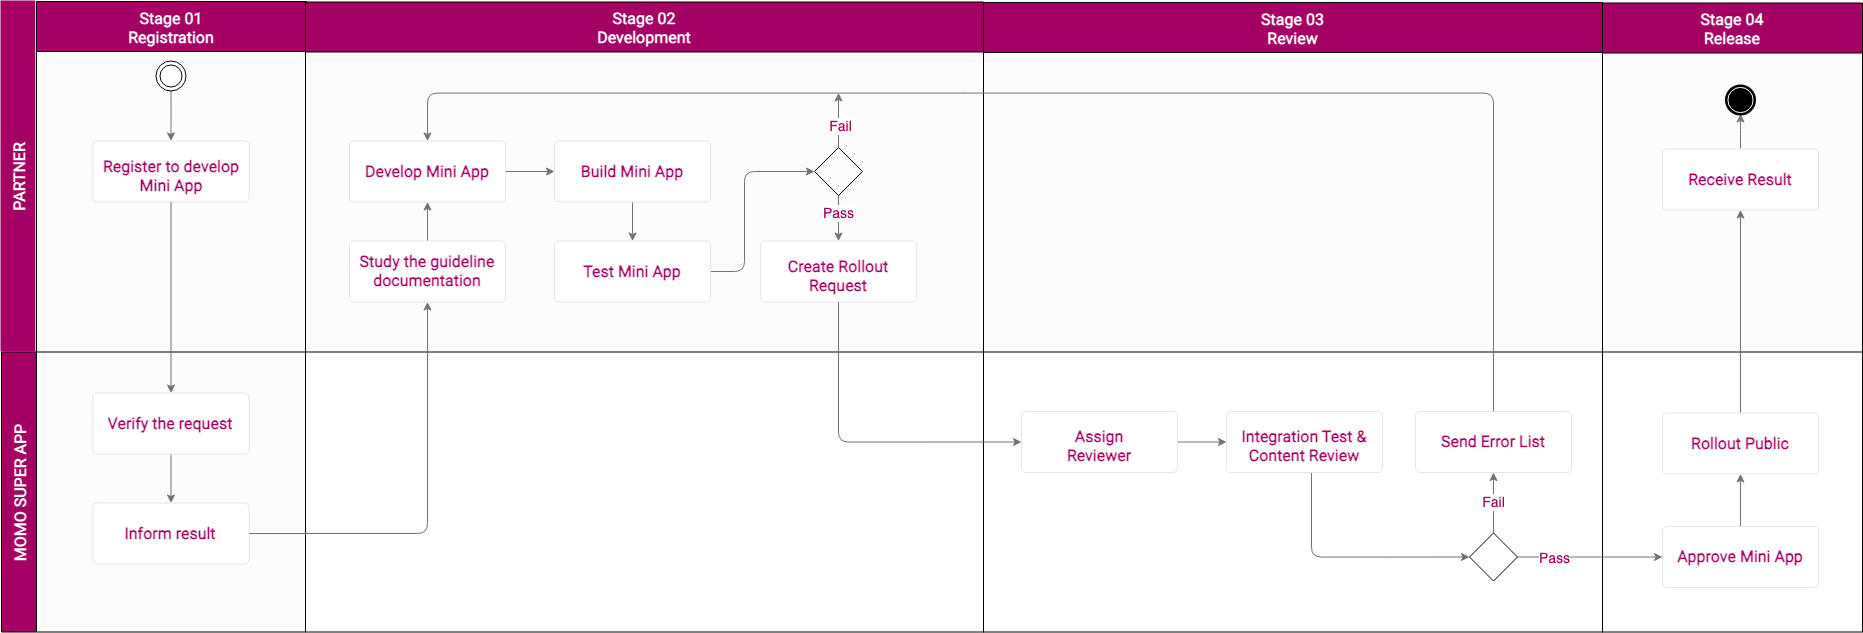 Stage 01
Registration
Stage 02
Development
Stage 03
Review
Stage 04
Release
PARTNER
Register to develop
Mini App
Develop Mini App
Build Mini App
Fail
Pass
Study the guideline
documentation
Test Mini App
Create Rollout
Request
Receive Result
MOMO SUPER APP
Verify the request
Inform result
Assign
Reviewer
Integration Test &
Content Review
Send Error List
Fail
Pass
Rollout Public
Approve Mini App